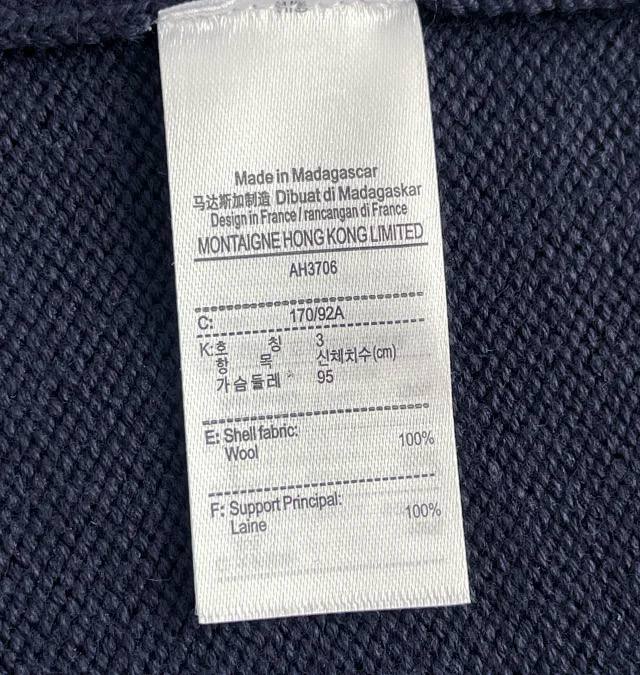 Made in Madagascar
马达斯加制造 Dibuat di Madagaskar
Design in France / rancangan di France
MONTAIGNE HONG KONG LIMITED
AH3706
C: 170/92A
K: 호 칭 3
항 목 신체치수(cm)
가슴둘레 95
E: Shell fabric:
Wool 100%
F: Support Principal:
Laine 100%